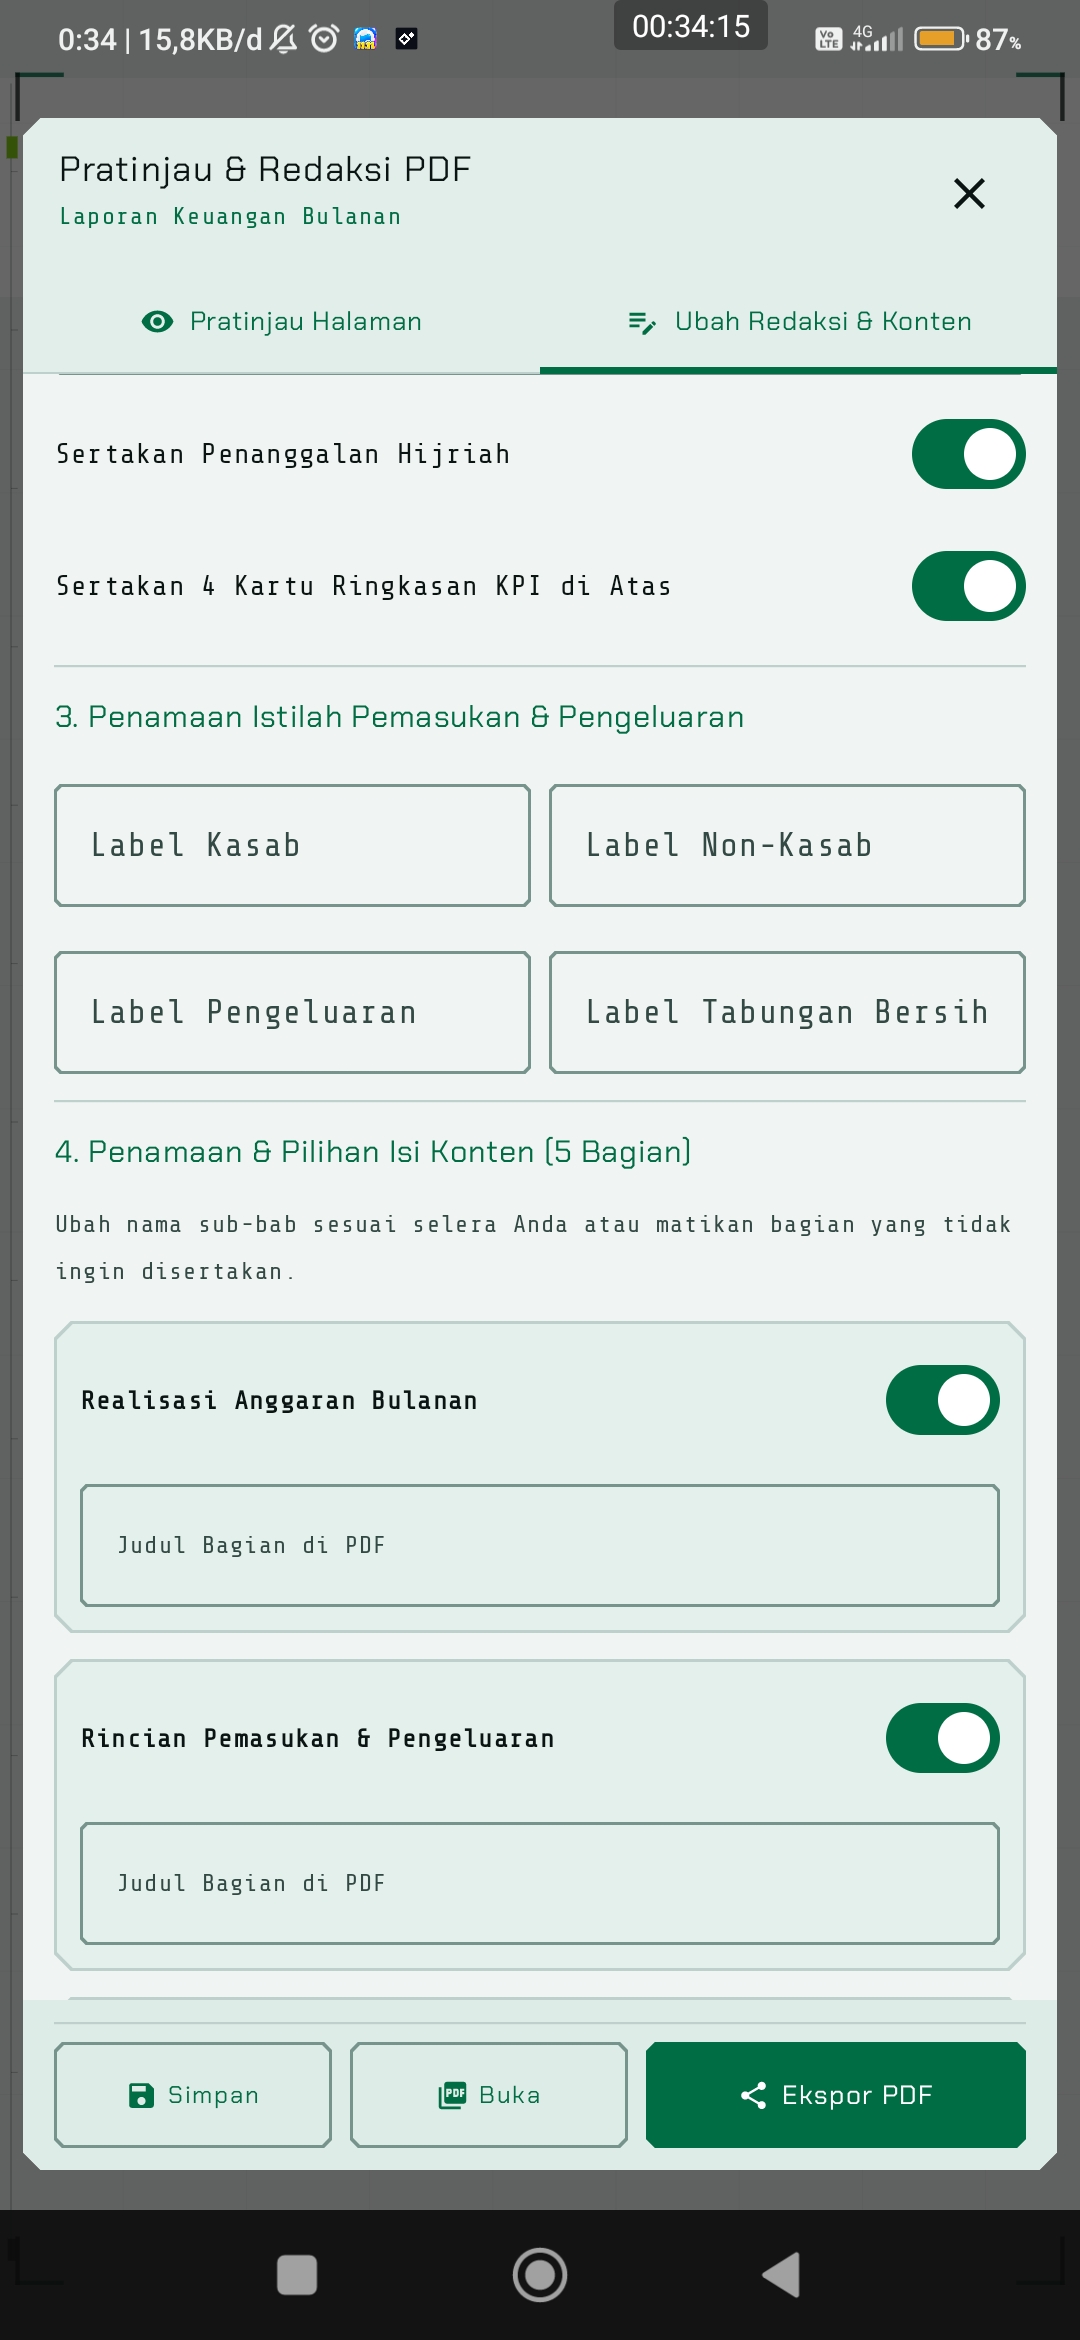 0:34 | 15,8KB/d
00:34:15
Vo LTE
4G
87%
Pratinjau & Redaksi PDF
Laporan Keuangan Bulanan
Pratinjau Halaman
Ubah Redaksi & Konten
Sertakan Penanggalan Hijriah
Sertakan 4 Kartu Ringkasan KPI di Atas
3. Penamaan Istilah Pemasukan & Pengeluaran
Label Kasab
Label Non-Kasab
Label Pengeluaran
Label Tabungan Bersih
4. Penamaan & Pilihan Isi Konten (5 Bagian)
Ubah nama sub-bab sesuai selera Anda atau matikan bagian yang tidak
ingin disertakan.
Realisasi Anggaran Bulanan
Judul Bagian di PDF
Rincian Pemasukan & Pengeluaran
Judul Bagian di PDF
Simpan
PDF
Buka
Ekspor PDF